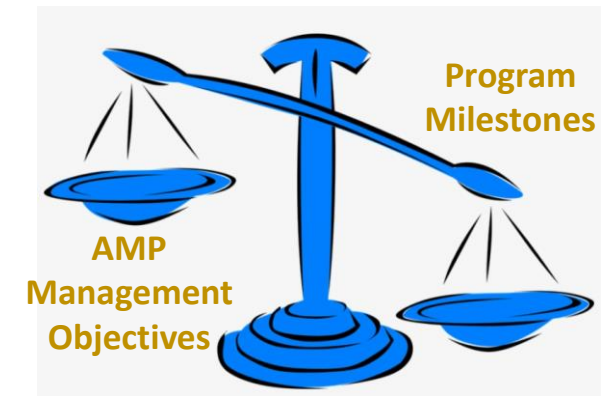 Program
Milestones
AMP
Management
Objectives